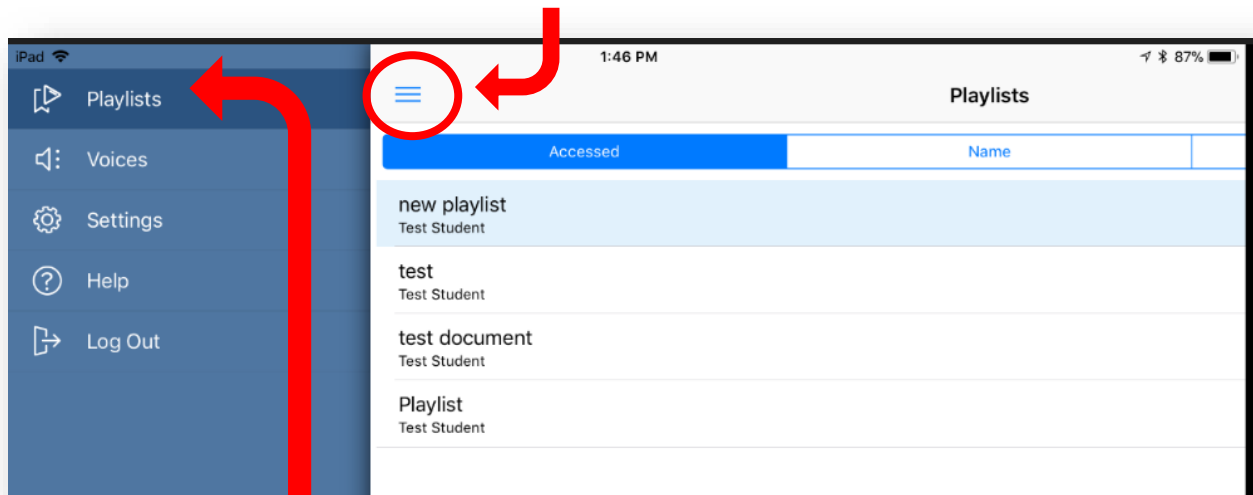 iPad 1:46 PM 87%
Playlists
Voices
Settings
Help
Log Out
Playlists
Accessed Name
new playlist
Test Student
test
Test Student
test document
Test Student
Playlist
Test Student